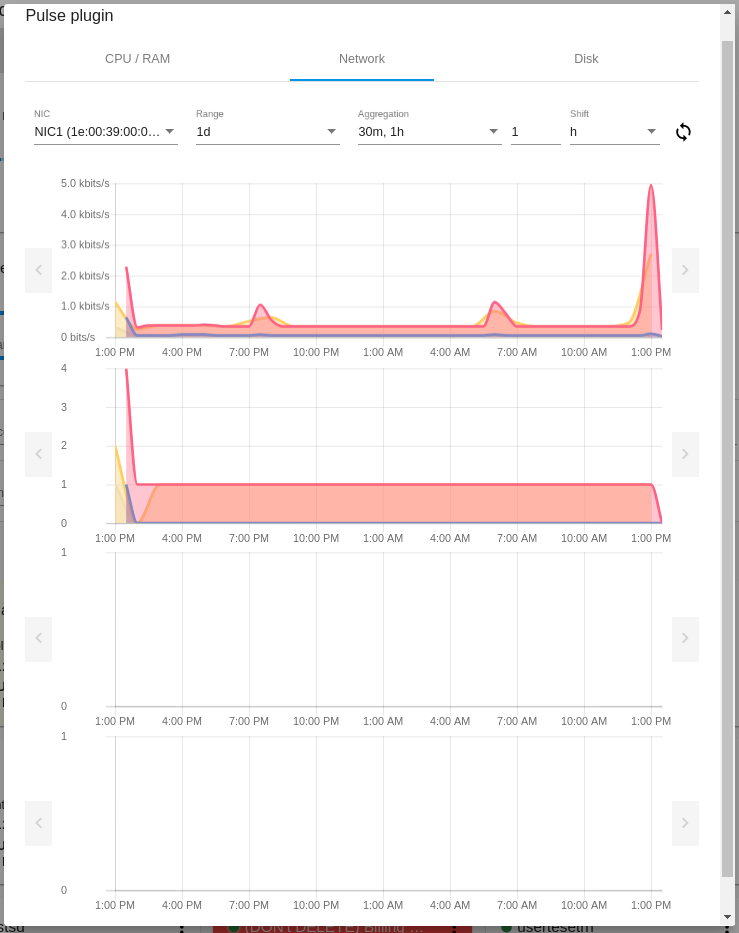 Pulse plugin
CPU / RAM Network Disk
NIC Range Aggregation Shift
NIC1 (1e:00:39:00:0... 1d 30m, 1h 1 h
5.0 kbits/s
4.0 kbits/s
3.0 kbits/s
2.0 kbits/s
1.0 kbits/s
0 bits/s
1:00 PM 4:00 PM 7:00 PM 10:00 PM 1:00 AM 4:00 AM 7:00 AM 10:00 AM 1:00 PM
4
3
2
1
0
1:00 PM 4:00 PM 7:00 PM 10:00 PM 1:00 AM 4:00 AM 7:00 AM 10:00 AM 1:00 PM
1
0
1:00 PM 4:00 PM 7:00 PM 10:00 PM 1:00 AM 4:00 AM 7:00 AM 10:00 AM 1:00 PM
1
0
1:00 PM 4:00 PM 7:00 PM 10:00 PM 1:00 AM 4:00 AM 7:00 AM 10:00 AM 1:00 PM
(DON'T DELETE) Billing ...